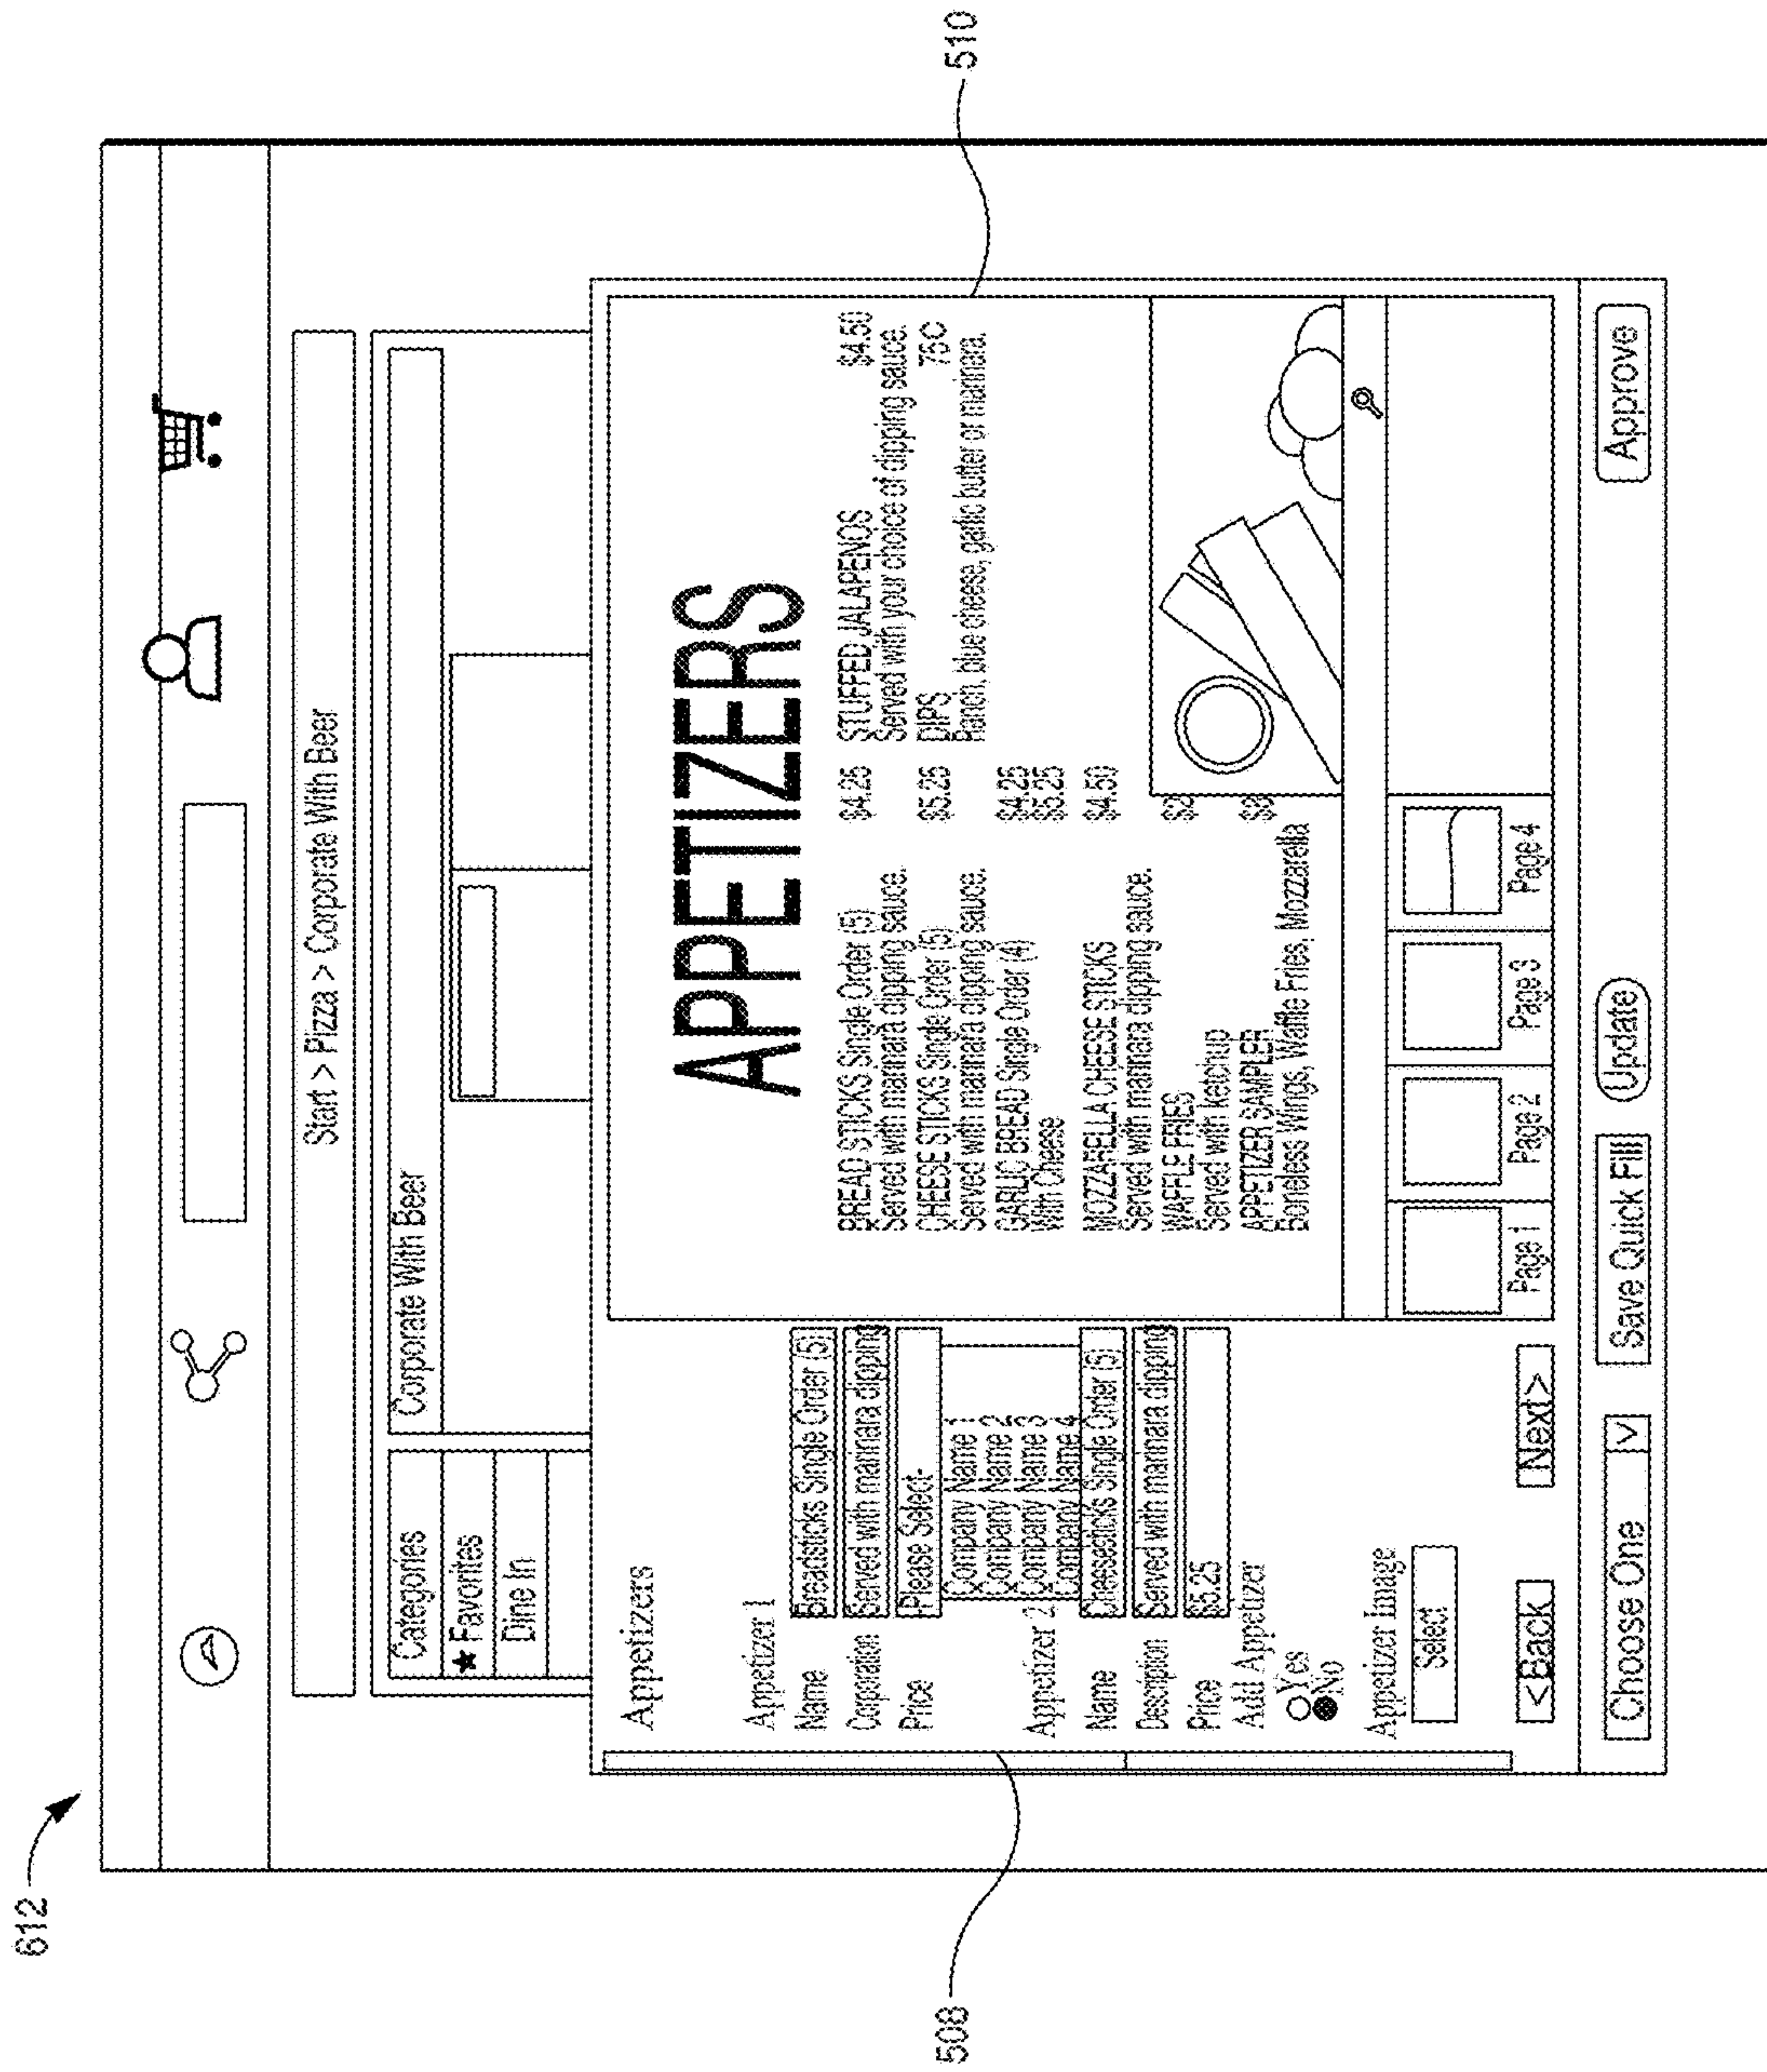 612
Start > Pizza > Corporate With Beer
Categories
★ Favorites
Dine In
Corporate With Beer
Appetizers
Appetizer 1
Name
Breadsticks Single Order (5)
Corporation
Served with marinara dipping
Price
-Please Select-
Company Name 1
Company Name 2
Company Name 3
Company Name 4
Appetizer 2
Name
Cheesesticks Single Order (5)
Description
Served with marinara dipping
Price
$5.25
Add Appetizer
Yes
No
Appetizer Image
Select
<Back
Next>
APPETIZERS
BREAD STICKS Single Order (5) $4.25
Served with marinara dipping sauce.
CHEESE STICKS Single Order (5) $5.25
Served with marinara dipping sauce.
GARLIC BREAD Single Order (4) $4.25
With Cheese $5.25
MOZZARELLA CHEESE STICKS $4.50
Served with marinara dipping sauce.
WAFFLE FRIES $2
Served with ketchup
APPETIZER SAMPLER $8
Boneless Wings, Waffle Fries, Mozzarella
STUFFED JALAPENOS $4.50
Served with your choice of dipping sauce.
DIPS 75C
Ranch, blue cheese, garlic butter or marinara.
Page 1
Page 2
Page 3
Page 4
Choose One
Save Quick Fill
Update
Approve
508
510